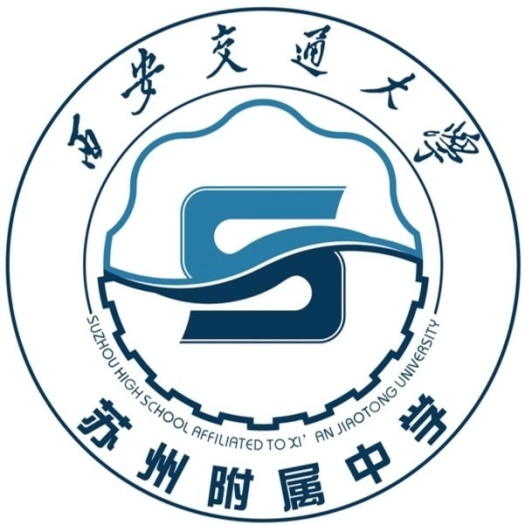 西安交通大学
SUZHOU HIGH SCHOOL AFFILIATED TO XI'AN JIAOTONG UNIVERSITY
苏州附属中学